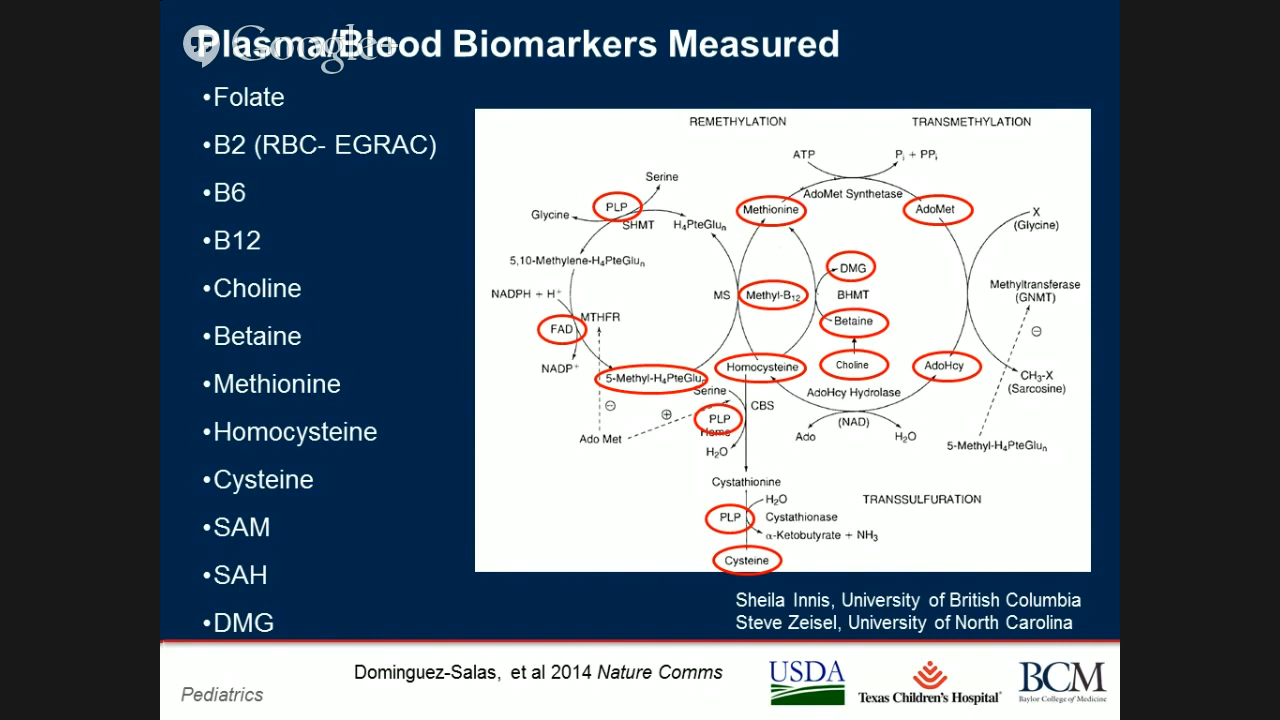 Plasma/Blood Biomarkers Measured
Google+
•Folate
•B2 (RBC- EGRAC)
•B6
•B12
•Choline
•Betaine
•Methionine
•Homocysteine
•Cysteine
•SAM
•SAH
•DMG
REMETHYLATION
TRANSMETHYLATION
ATP
Pi + PPi
Serine
AdoMet Synthetase
PLP
Methionine
AdoMet
Glycine
SHMT
H4PteGlun
X
(Glycine)
5,10-Methylene-H4PteGlun
DMG
Methyltransferase
(GNMT)
NADPH + H+
MS
Methyl-B12
BHMT
MTHFR
FAD
Betaine
⊖
NADP+
Homocysteine
Choline
AdoHcy
5-Methyl-H4PteGlun
CH3-X
(Sarcosine)
Serine
AdoHcy Hydrolase
⊖
⊕
CBS
PLP
(NAD)
Heme
Ado Met
Ado
H2O
5-Methyl-H4PteGlun
H2O
Cystathionine
H2O
TRANSSULFURATION
PLP
Cystathionase
α-Ketobutyrate + NH3
Cysteine
Sheila Innis, University of British Columbia
Steve Zeisel, University of North Carolina
Dominguez-Salas, et al 2014 Nature Comms
Pediatrics
USDA
Texas Children's Hospital®
BCM
Baylor College of Medicine